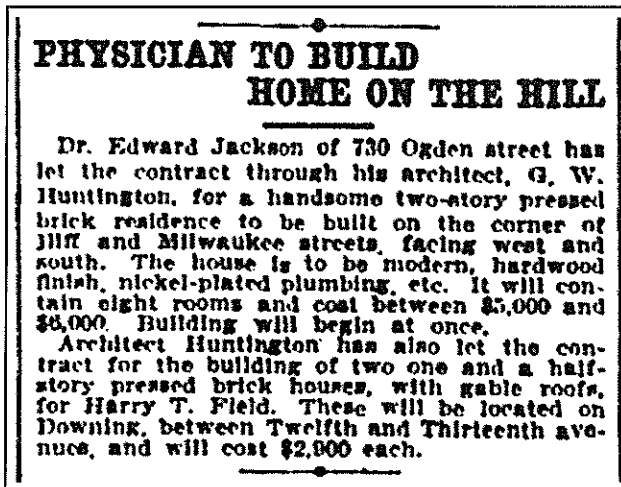 PHYSICIAN TO BUILD
HOME ON THE HILL
Dr. Edward Jackson of 730 Ogden street has
let the contract through his architect, G. W.
Huntington, for a handsome two-story pressed
brick residence to be built on the corner of
Iliff and Milwaukee streets, facing west and
south. The house is to be modern, hardwood
finish, nickel-plated plumbing, etc. It will con-
tain eight rooms and cost between $5,000 and
$6,000. Building will begin at once.
Architect Huntington has also let the con-
tract for the building of two one and a half-
story pressed brick houses, with gable roofs,
for Harry T. Field. These will be located on
Downing, between Twelfth and Thirteenth ave-
nues, and will cost $2,900 each.